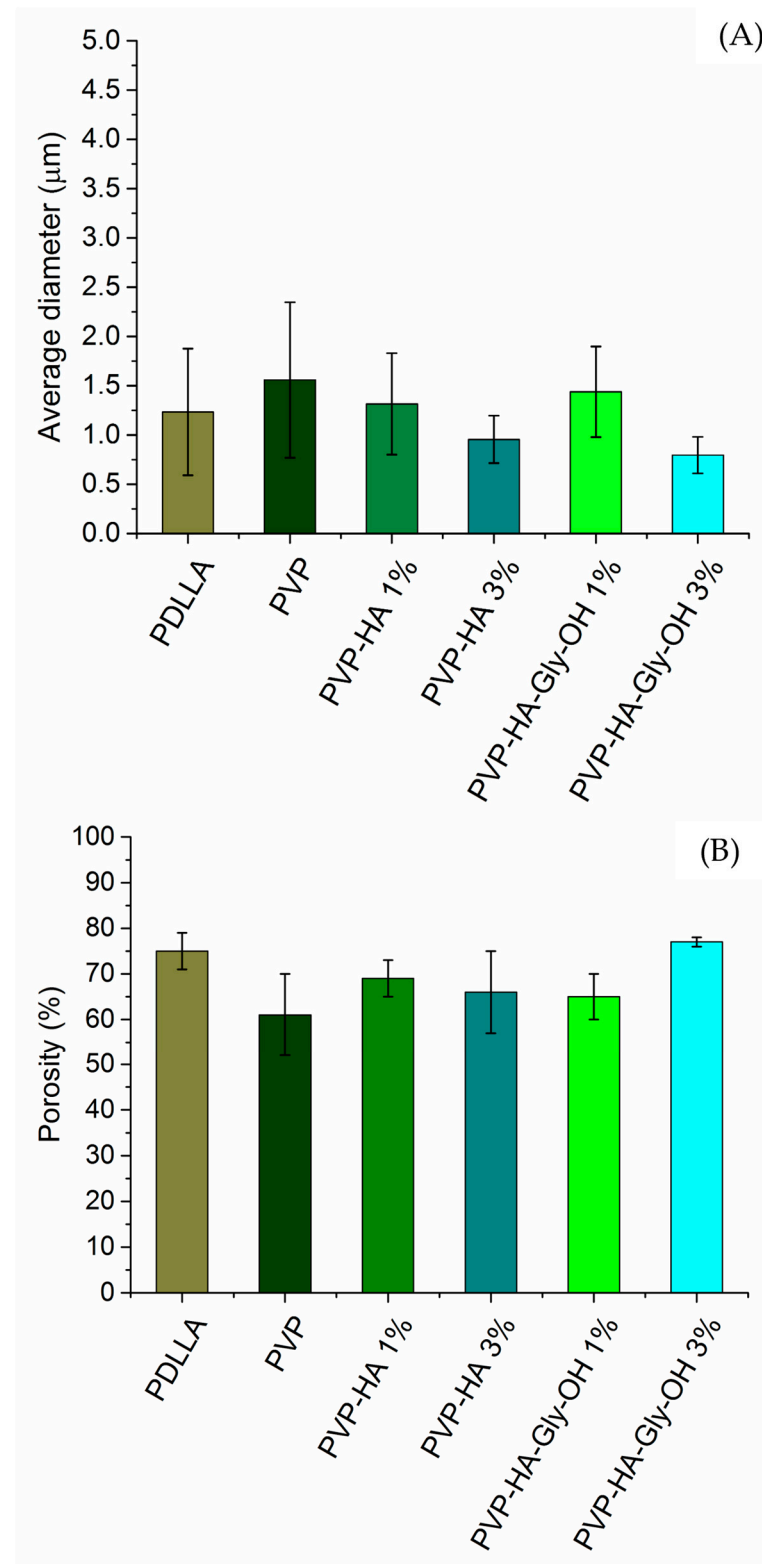 (A)
Average diameter (μm)
5.0
4.5
4.0
3.5
3.0
2.5
2.0
1.5
1.0
0.5
0.0
PDLLA
PVP
PVP-HA 1%
PVP-HA 3%
PVP-HA-Gly-OH 1%
PVP-HA-Gly-OH 3%
(B)
Porosity (%)
100
90
80
70
60
50
40
30
20
10
0
PDLLA
PVP
PVP-HA 1%
PVP-HA 3%
PVP-HA-Gly-OH 1%
PVP-HA-Gly-OH 3%